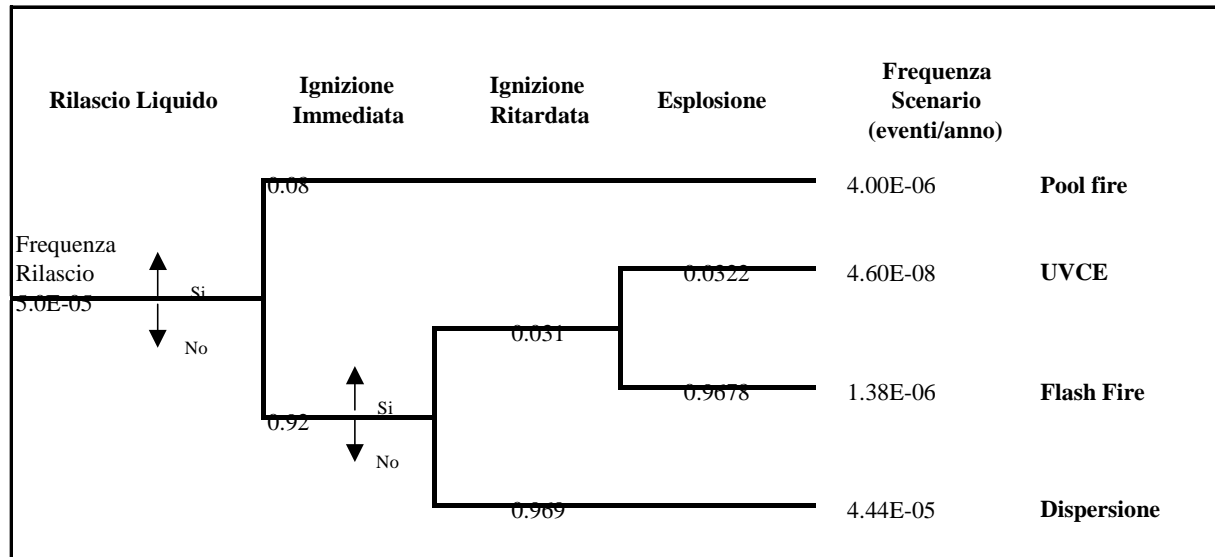 Rilascio Liquido
Ignizione
Immediata
Ignizione
Ritardata
Esplosione
Frequenza
Scenario
(eventi/anno)
0.08
4.00E-06
Pool fire
Frequenza
Rilascio
5.0E-05
Si
No
0.0322
4.60E-08
UVCE
0.031
0.9678
1.38E-06
Flash Fire
0.92
Si
No
0.969
4.44E-05
Dispersione